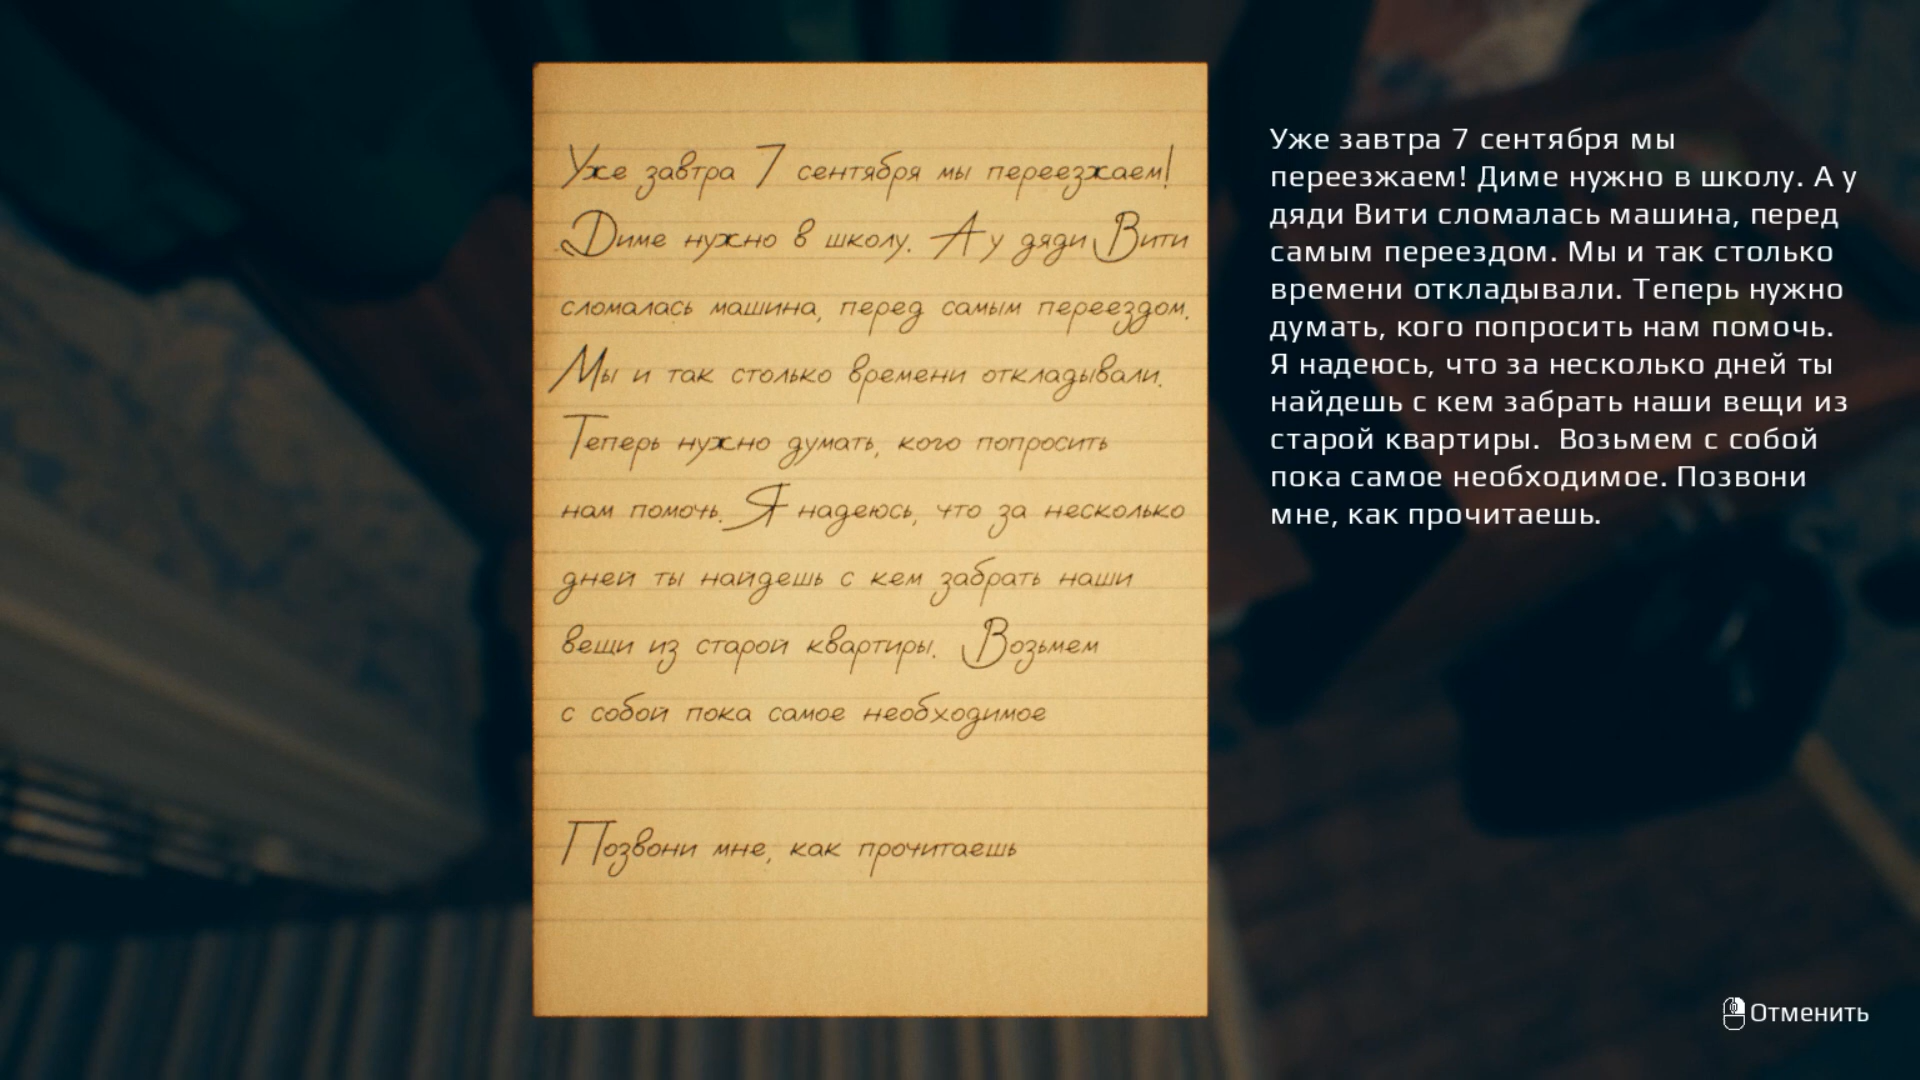 Уже завтра 7 сентября мы переезжаем!
Диме нужно в школу. А у дяди Вити
сломалась машина, перед самым переездом.
Мы и так столько времени откладывали.
Теперь нужно думать, кого попросить
нам помочь. Я надеюсь, что за несколько
дней ты найдешь с кем забрать наши
вещи из старой квартиры.  Возьмем
с собой пока самое необходимое
Позвони мне, как прочитаешь
Уже завтра 7 сентября мы
переезжаем! Диме нужно в школу. А у
дяди Вити сломалась машина, перед
самым переездом. Мы и так столько
времени откладывали. Теперь нужно
думать, кого попросить нам помочь.
Я надеюсь, что за несколько дней ты
найдешь с кем забрать наши вещи из
старой квартиры.  Возьмем с собой
пока самое необходимое. Позвони
мне, как прочитаешь.
Отменить